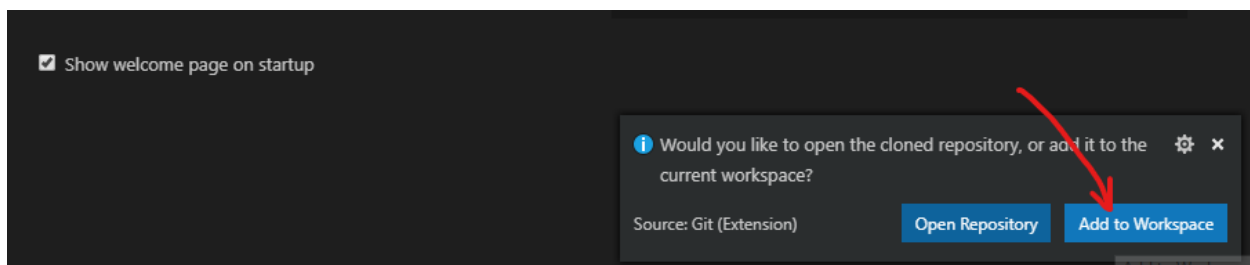 Show welcome page on startup
Would you like to open the cloned repository, or add it to the
current workspace?
Source: Git (Extension)
Open Repository
Add to Workspace